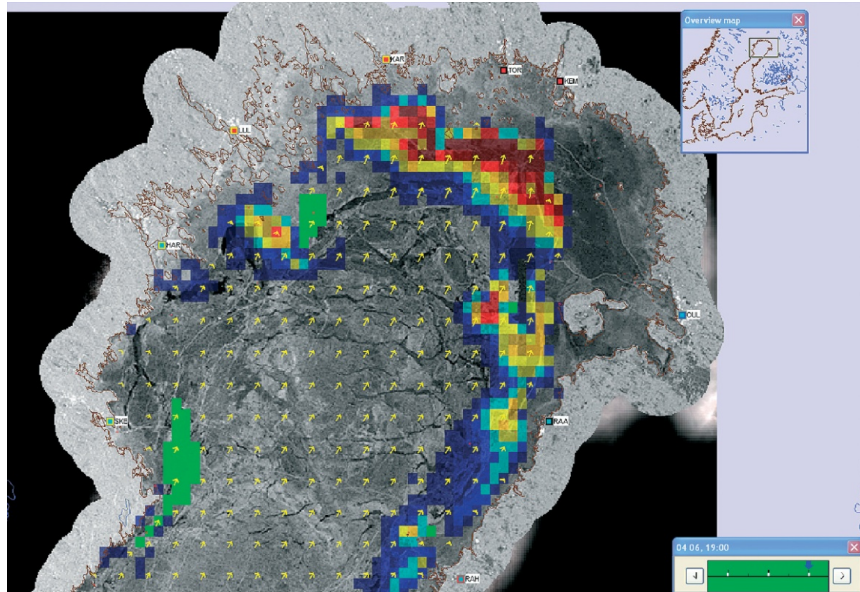 Overview map
KAR
TOR
KEM
LUL
HAR
OUL
SKE
RAA
04 06, 19:00
RAH